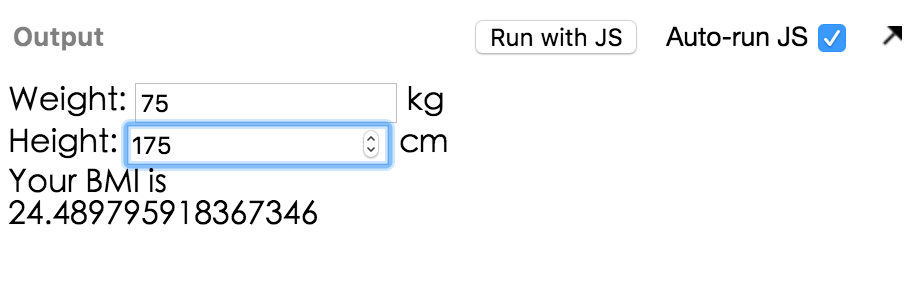 Output Run with JS Auto-run JS
Weight: 75 kg
Height: 175 cm
Your BMI is
24.489795918367346